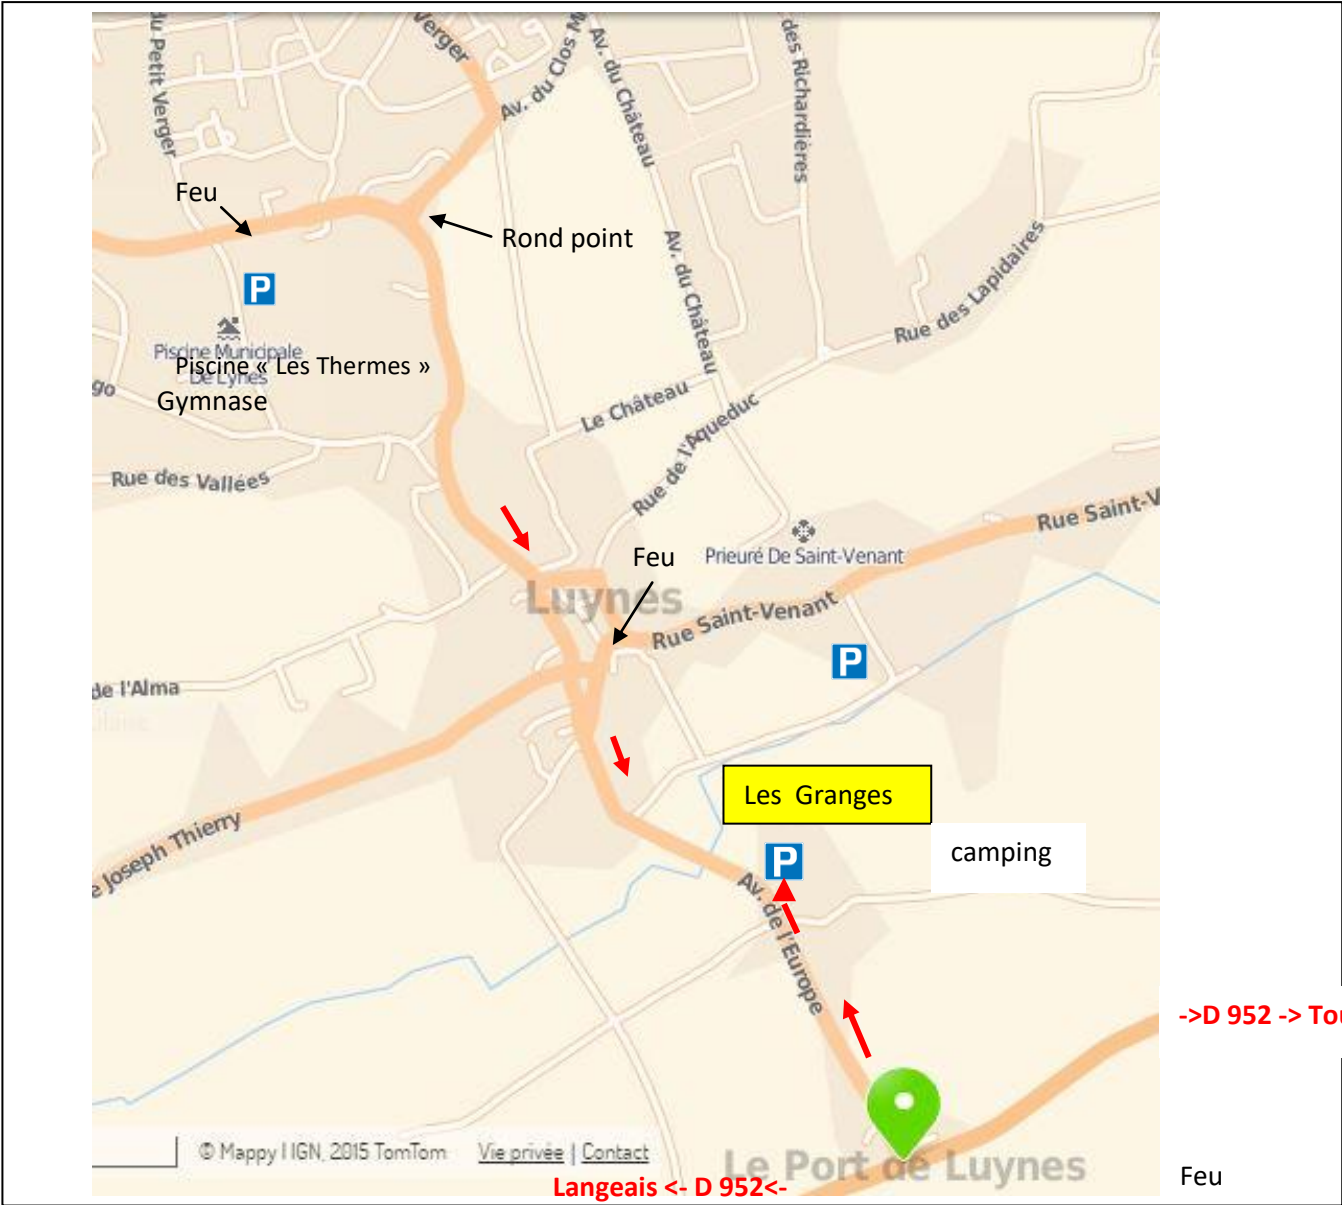 du Petit Verger
Verger
Av. du Clos M
Av. du Château
des Richardières
Feu
Rond point
Av. du Château
Rue des Lapidaires
P
Piscine Municipale
De Lynes
Piscine « Les Thermes »
Gymnase
go
Le Château
Rue de l'Aqueduc
Rue des Vallées
Rue Saint-V
Feu
Prieuré De Saint-Venant
Luynes
Rue Saint-Venant
P
de l'Alma
Les Granges
e Joseph Thierry
camping
P
Av. de l'Europe
->D 952 -> Tou
© Mappy | IGN, 2015 TomTom Vie privée | Contact
Le Port de Luynes
Feu
Langeais <- D 952<-